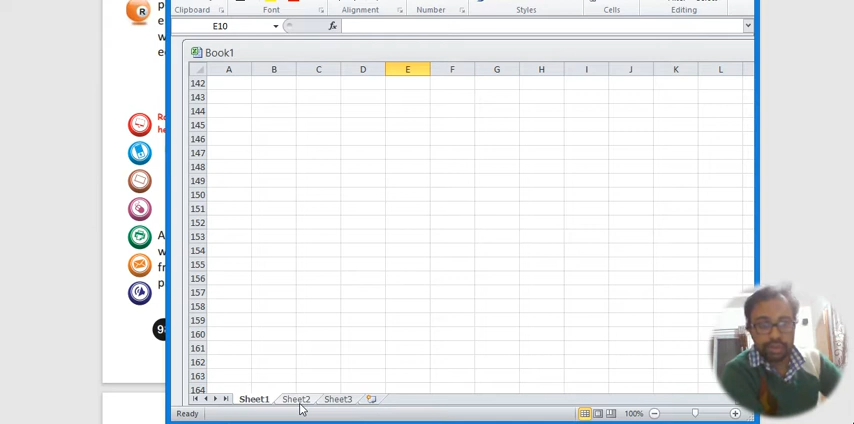 Clipboard
Font
Alignment
Number
Styles
Cells
Editing
E10
fx
Book1
A B C D E F G H I J K L
142
143
144
145
146
147
148
149
150
151
152
153
154
155
156
157
158
159
160
161
162
163
164
Sheet1 Sheet2 Sheet3
Ready
100%
R